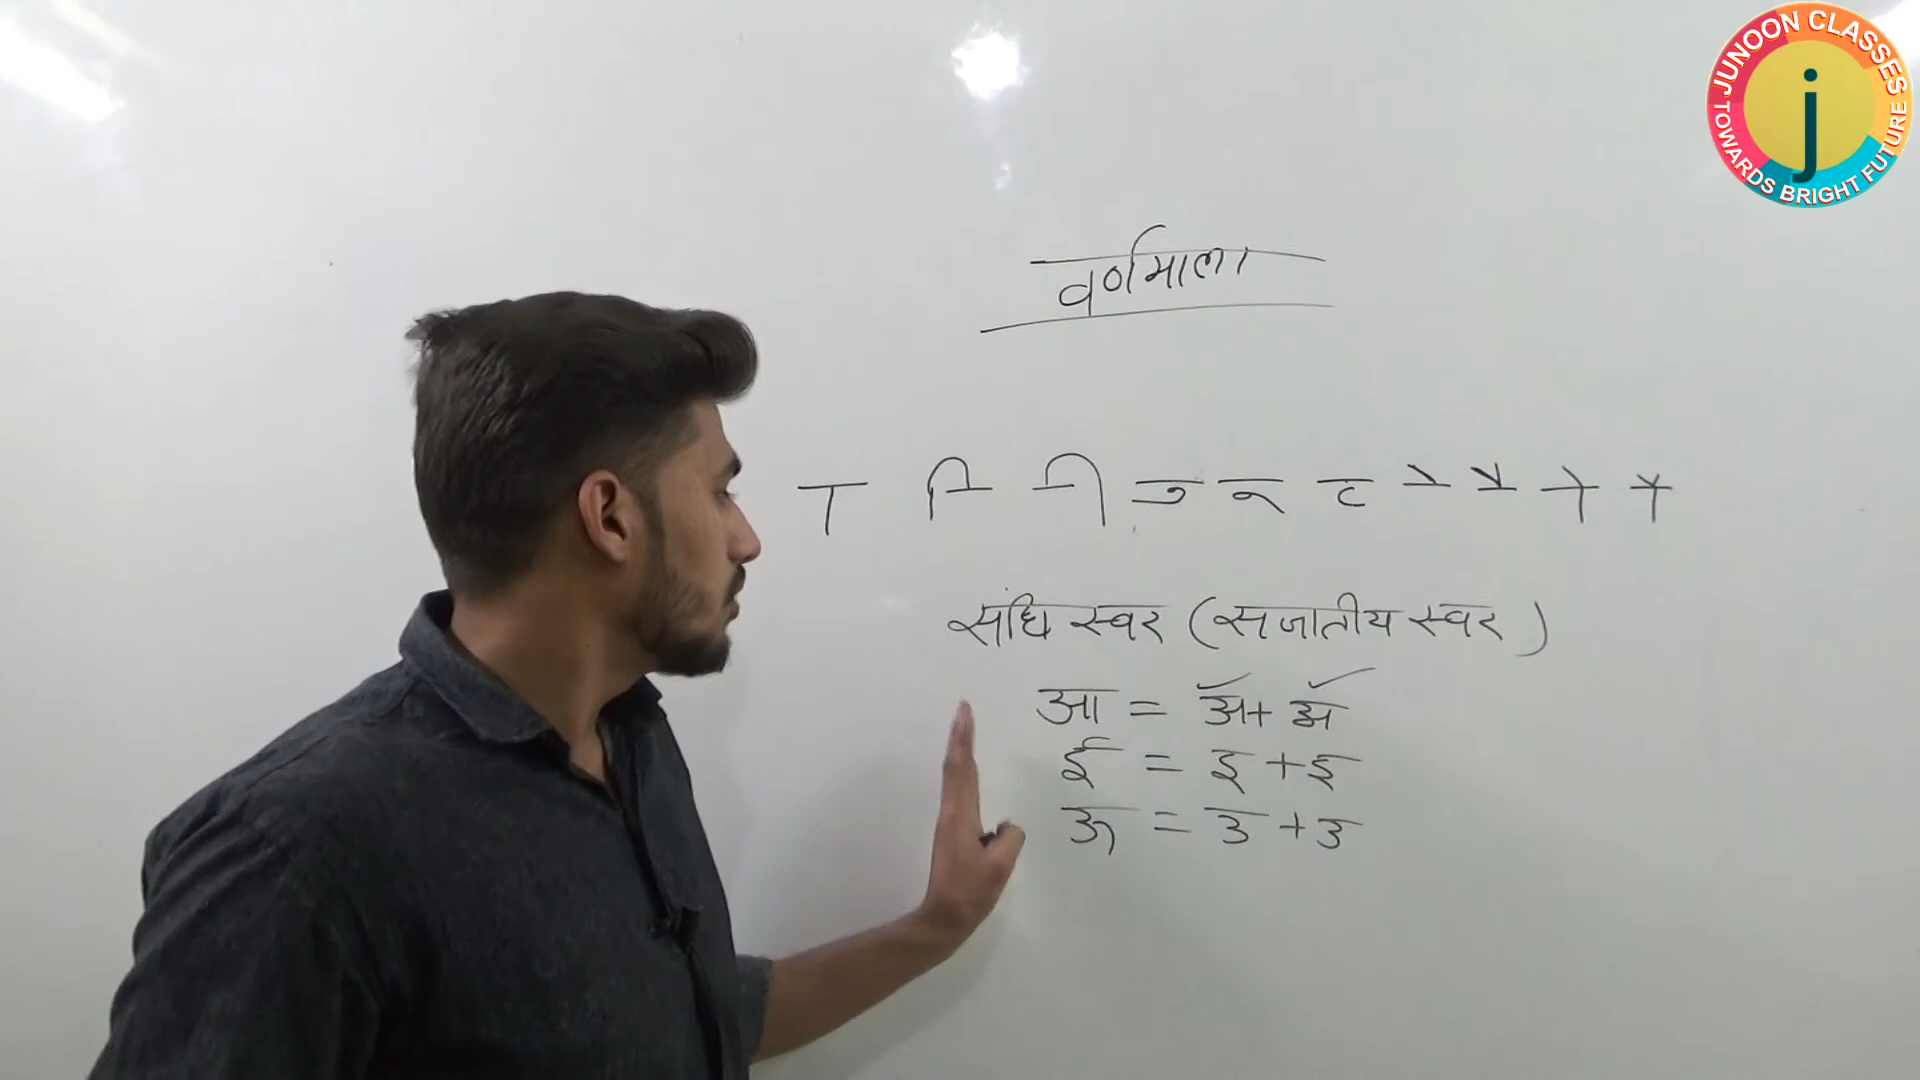 JUNOON CLASSES
j
TOWARDS BRIGHT FUTURE
वर्णमाला
ा ि ी ु ू ृ े ै ो ौ
संधि स्वर (सजातीय स्वर)
आ = अ + अ
ई = इ + इ
ऊ = उ + उ